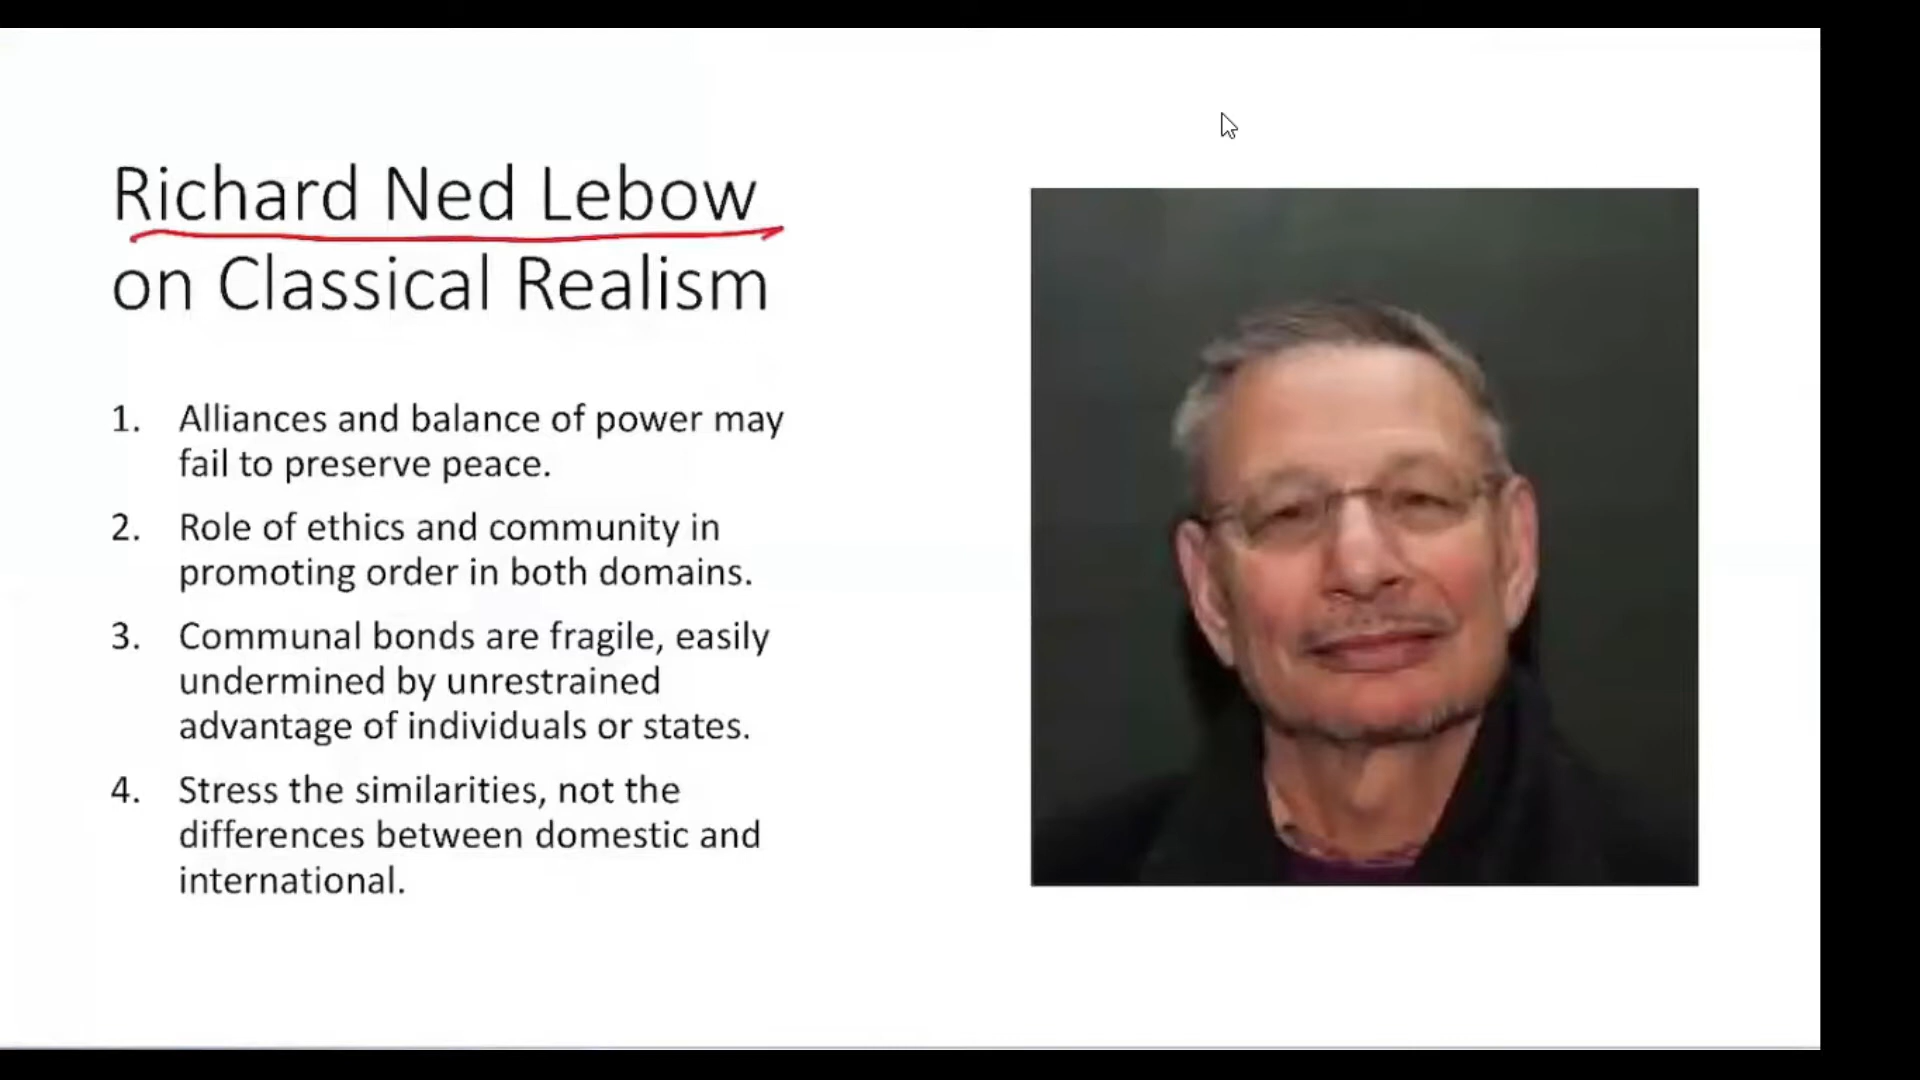 Richard Ned Lebow
on Classical Realism
1. Alliances and balance of power may
fail to preserve peace.
2. Role of ethics and community in
promoting order in both domains.
3. Communal bonds are fragile, easily
undermined by unrestrained
advantage of individuals or states.
4. Stress the similarities, not the
differences between domestic and
international.